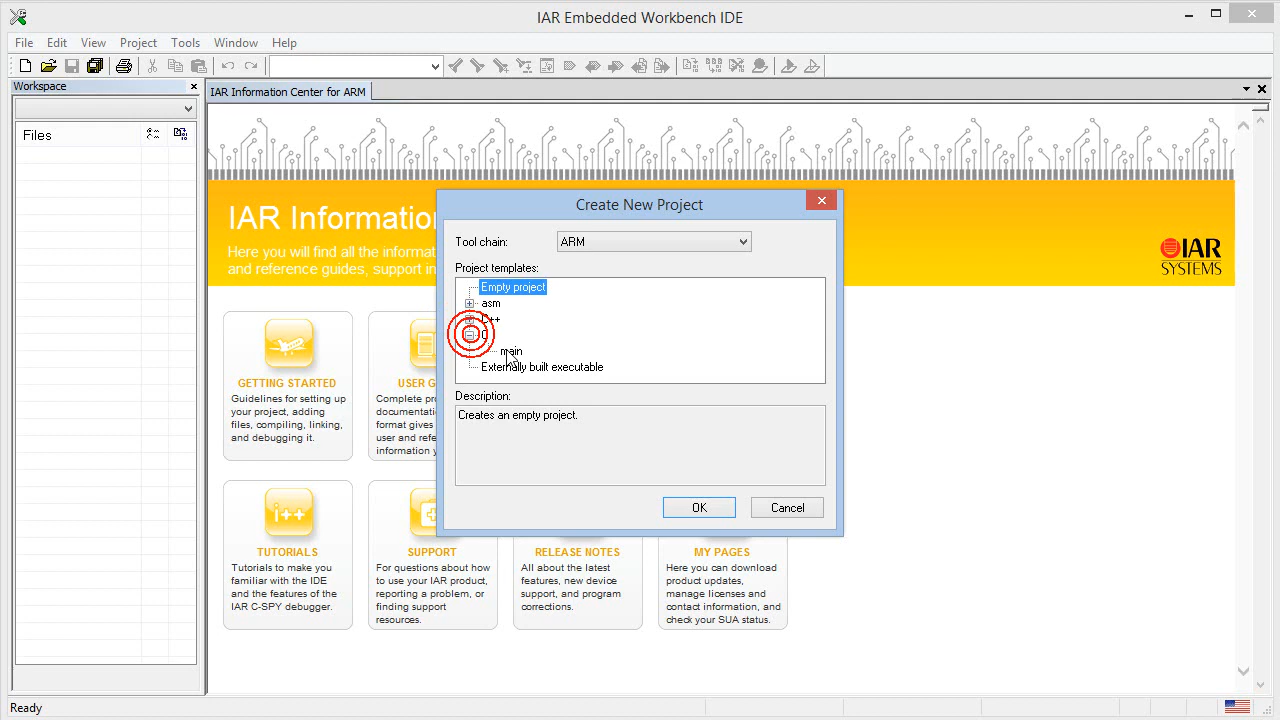 IAR Embedded Workbench IDE
File Edit View Project Tools Window Help
Workspace
IAR Information Center for ARM
Files
IAR Informatio
Here you will find all the informat
and reference guides, support in
IAR
SYSTEMS
Create New Project
Tool chain:
ARM
Project templates:
Empty project
asm
C++
main
Externally built executable
Description:
Creates an empty project.
OK Cancel
GETTING STARTED
Guidelines for setting up
your project, adding
files, compiling, linking,
and debugging it.
USER G
Complete pr
documentatio
format gives
user and refe
information y
TUTORIALS
Tutorials to make you
familiar with the IDE
and the features of the
IAR C-SPY debugger.
SUPPORT
For questions about how
to use your IAR product,
reporting a problem, or
finding support
resources.
RELEASE NOTES
All about the latest
features, new device
support, and program
corrections.
MY PAGES
Here you can download
product updates,
manage licenses and
contact information, and
check your SUA status.
Ready